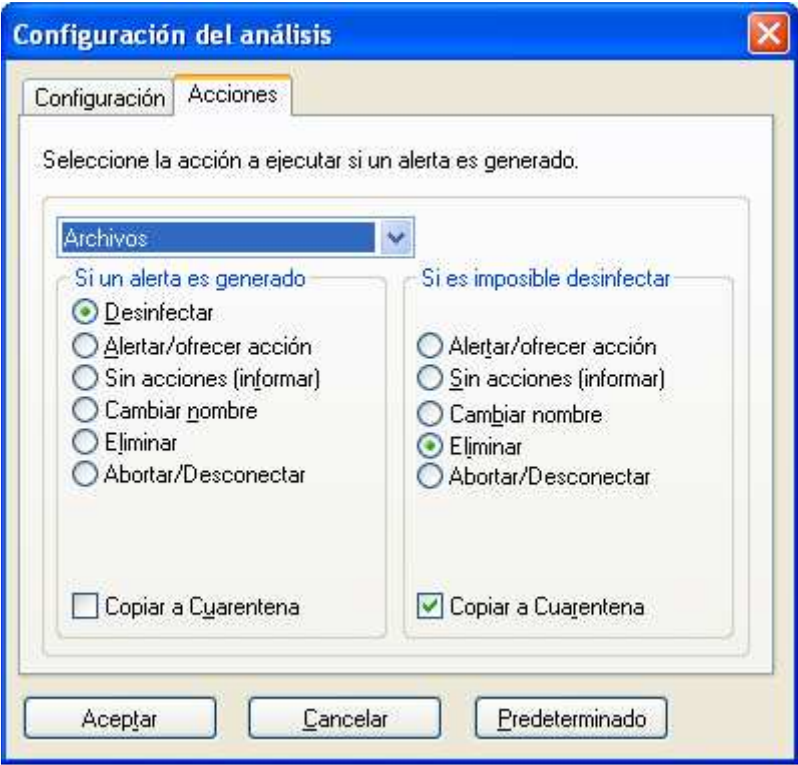 Configuración del análisis
Configuración
Acciones
Seleccione la acción a ejecutar si un alerta es generado.
Archivos
Si un alerta es generado
Desinfectar
Alertar/ofrecer acción
Sin acciones (informar)
Cambiar nombre
Eliminar
Abortar/Desconectar
Copiar a Cuarentena
Si es imposible desinfectar
Alertar/ofrecer acción
Sin acciones (informar)
Cambiar nombre
Eliminar
Abortar/Desconectar
Copiar a Cuarentena
Aceptar
Cancelar
Predeterminado